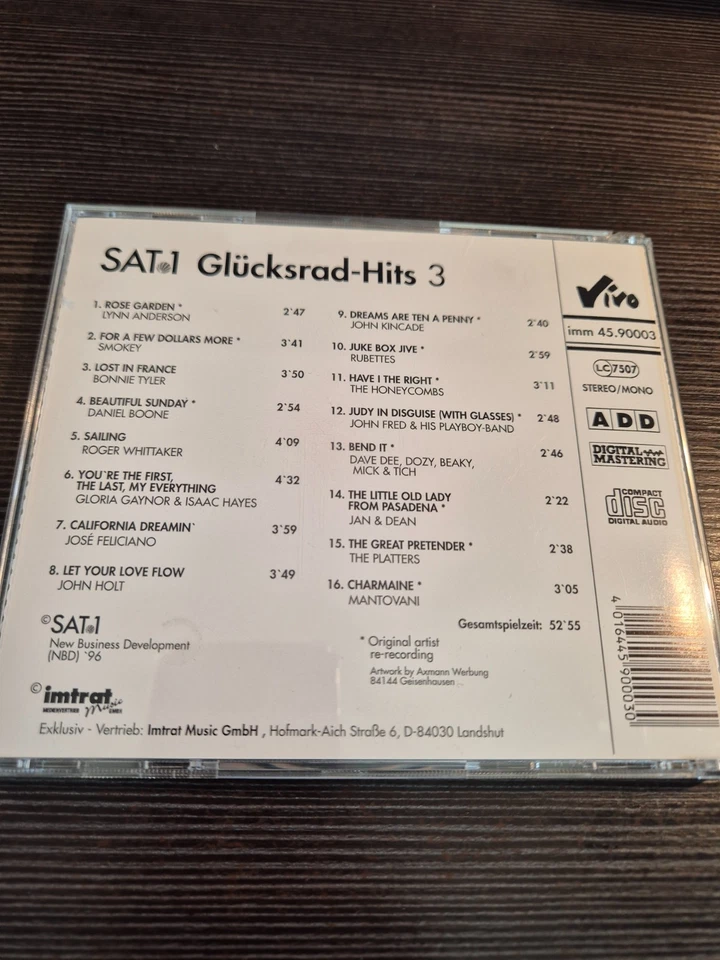 SAT.1 Glücksrad-Hits 3
1. ROSE GARDEN * 2`47
LYNN ANDERSON
2. FOR A FEW DOLLARS MORE * 3`41
SMOKEY
3. LOST IN FRANCE 3`50
BONNIE TYLER
4. BEAUTIFUL SUNDAY * 2`54
DANIEL BOONE
5. SAILING 4`09
ROGER WHITTAKER
6. YOU`RE THE FIRST,
THE LAST, MY EVERYTHING 4`32
GLORIA GAYNOR & ISAAC HAYES
7. CALIFORNIA DREAMIN` 3`59
JOSÉ FELICIANO
8. LET YOUR LOVE FLOW 3`49
JOHN HOLT
9. DREAMS ARE TEN A PENNY * 2`40
JOHN KINCADE
10. JUKE BOX JIVE * 2`59
RUBETTES
11. HAVE I THE RIGHT * 3`11
THE HONEYCOMBS
12. JUDY IN DISGUISE (WITH GLASSES) * 2`48
JOHN FRED & HIS PLAYBOY-BAND
13. BEND IT * 2`46
DAVE DEE, DOZY, BEAKY,
MICK & TICH
14. THE LITTLE OLD LADY 2`22
FROM PASADENA *
JAN & DEAN
15. THE GREAT PRETENDER * 2`38
THE PLATTERS
16. CHARMAINE * 3`05
MANTOVANI
Gesamtspielzeit: 52`55
* Original artist
re-recording
Artwork by Axmann Werbung
84144 Geisenhausen
© SAT.1
New Business Development
(NBD) `96
© imtrat
MEDIENVERTRIEB Music GMBH
Exklusiv - Vertrieb: Imtrat Music GmbH , Hofmark-Aich Straße 6, D-84030 Landshut
Vivo
imm 45.90003
LC 7507
STEREO/MONO
ADD
DIGITAL
MASTERING
COMPACT
disc
DIGITAL AUDIO
4 016445 900030